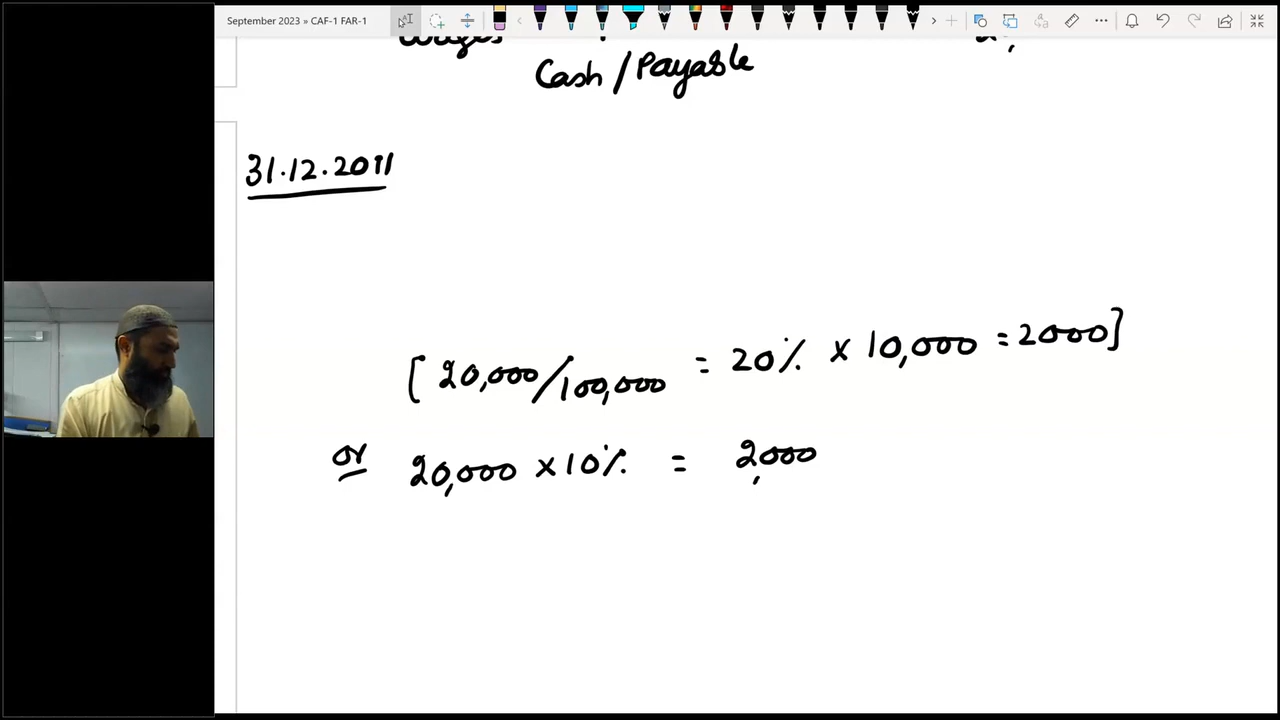 September 2023 » CAF-1 FAR-1
Wages
Cash / Payable
31.12.2011
[ 20,000/100,000 = 20% x 10,000 = 2000]
or 20,000 x 10% = 2,000